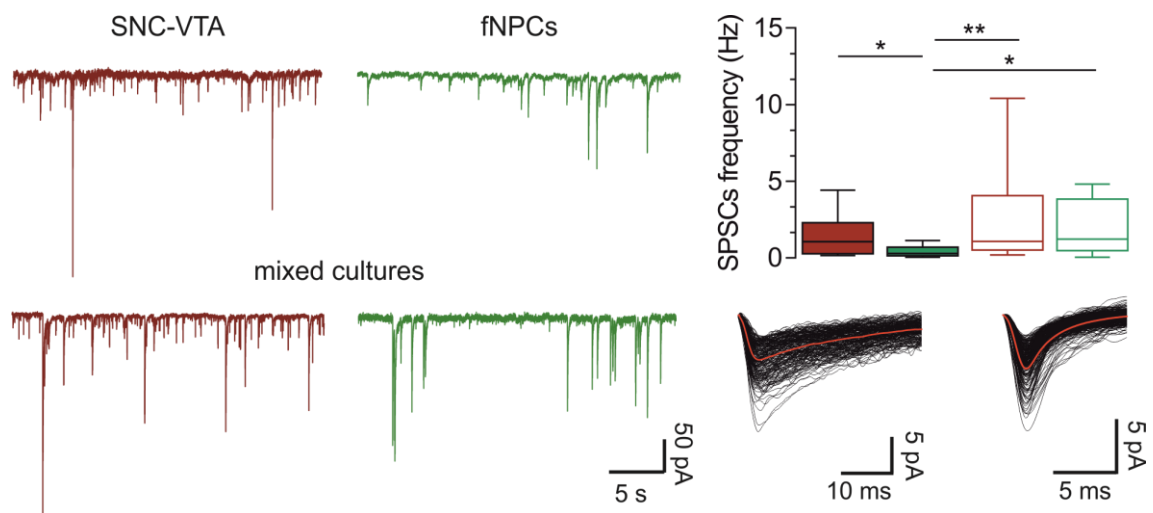 SNC-VTA
fNPCs
mixed cultures
50 pA
5 s
SPSCs frequency (Hz)
15
10
5
0
*
**
*
5 pA
10 ms
5 pA
5 ms